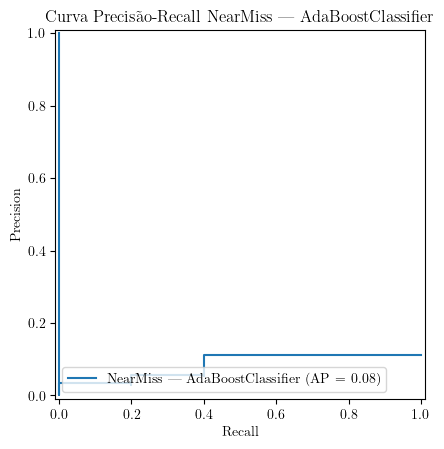 Curva Precisão-Recall NearMiss — AdaBoostClassifier
1.0
0.8
0.6
0.4
0.2
0.0
Precision
NearMiss — AdaBoostClassifier (AP = 0.08)
0.0 0.2 0.4 0.6 0.8 1.0
Recall